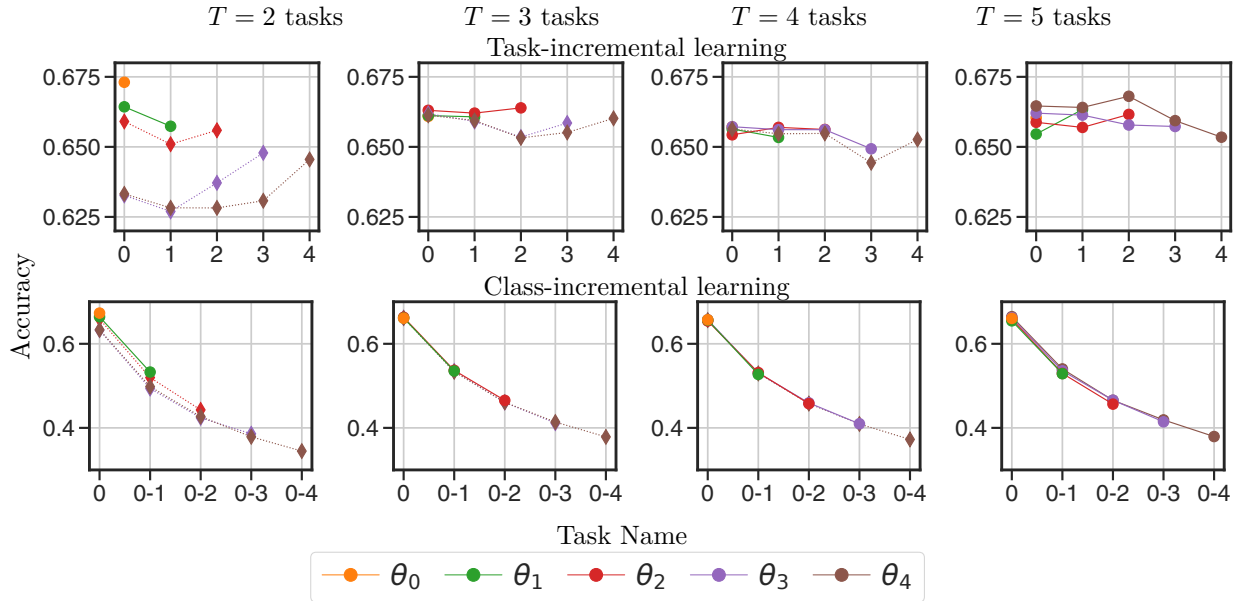 T = 2 tasks T = 3 tasks T = 4 tasks T = 5 tasks
Task-incremental learning
0.675 0.675 0.675 0.675
0.650 0.650 0.650 0.650
0.625 0.625 0.625 0.625
0 1 2 3 4 0 1 2 3 4 0 1 2 3 4 0 1 2 3 4
Accuracy
Class-incremental learning
0.6 0.6 0.6 0.6
0.4 0.4 0.4 0.4
0 0-1 0-2 0-3 0-4 0 0-1 0-2 0-3 0-4 0 0-1 0-2 0-3 0-4 0 0-1 0-2 0-3 0-4
Task Name
θ₀ θ₁ θ₂ θ₃ θ₄